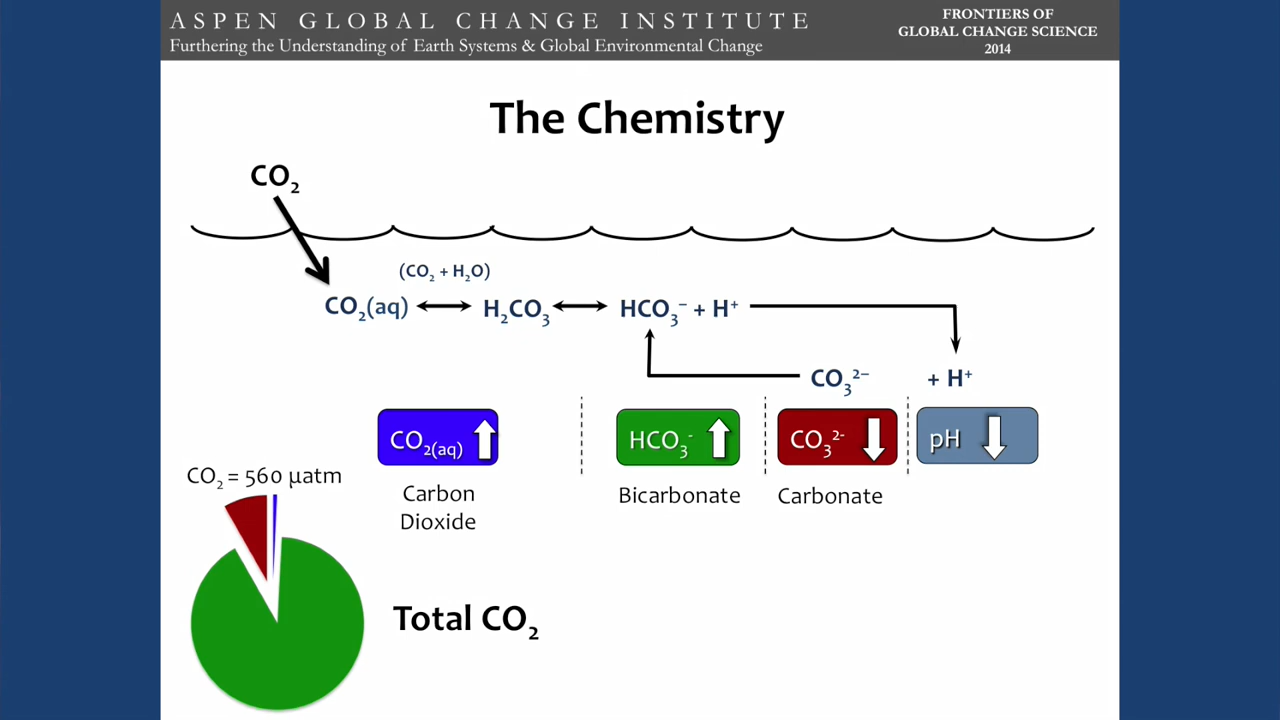 ASPEN GLOBAL CHANGE INSTITUTE
Furthering the Understanding of Earth Systems & Global Environmental Change
FRONTIERS OF
GLOBAL CHANGE SCIENCE
2014
The Chemistry
CO₂
(CO₂ + H₂O)
CO₂(aq) ⟷ H₂CO₃ ⟷ HCO₃⁻ + H⁺
CO₃²⁻ + H⁺
CO₂(aq)
HCO₃⁻
CO₃²⁻
pH
Carbon
Dioxide
Bicarbonate
Carbonate
CO₂ = 560 µatm
Total CO₂